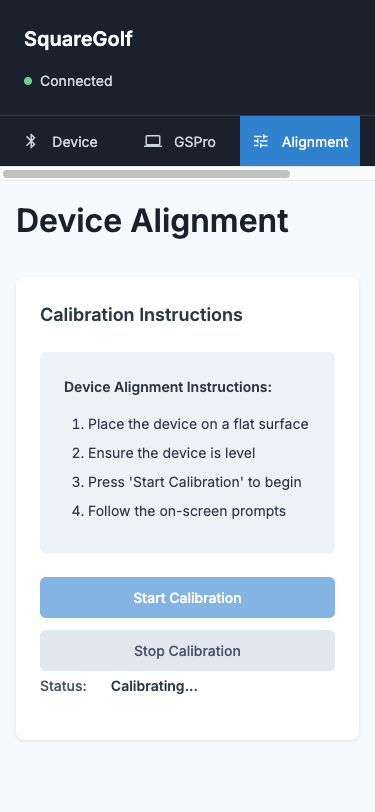 SquareGolf
Connected
Device
GSPro
Alignment
Device Alignment
Calibration Instructions
Device Alignment Instructions:
1. Place the device on a flat surface
2. Ensure the device is level
3. Press 'Start Calibration' to begin
4. Follow the on-screen prompts
Start Calibration
Stop Calibration
Status: Calibrating...